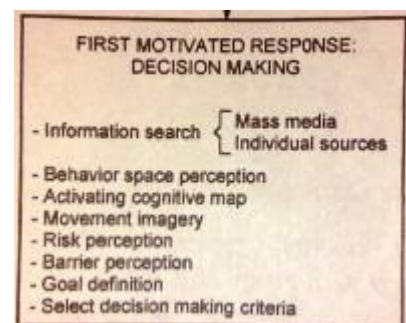 FIRST MOTIVATED RESPONSE:
DECISION MAKING
- Information search { Mass media
Individual sources
- Behavior space perception
- Activating cognitive map
- Movement imagery
- Risk perception
- Barrier perception
- Goal definition
- Select decision making criteria